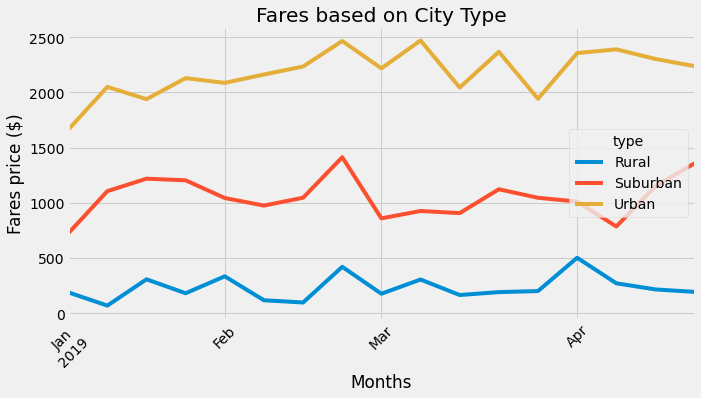 Fares based on City Type
Fares price ($)
2500
2000
1500
1000
500
0
type
Rural
Suburban
Urban
Jan
2019
Feb
Mar
Apr
Months